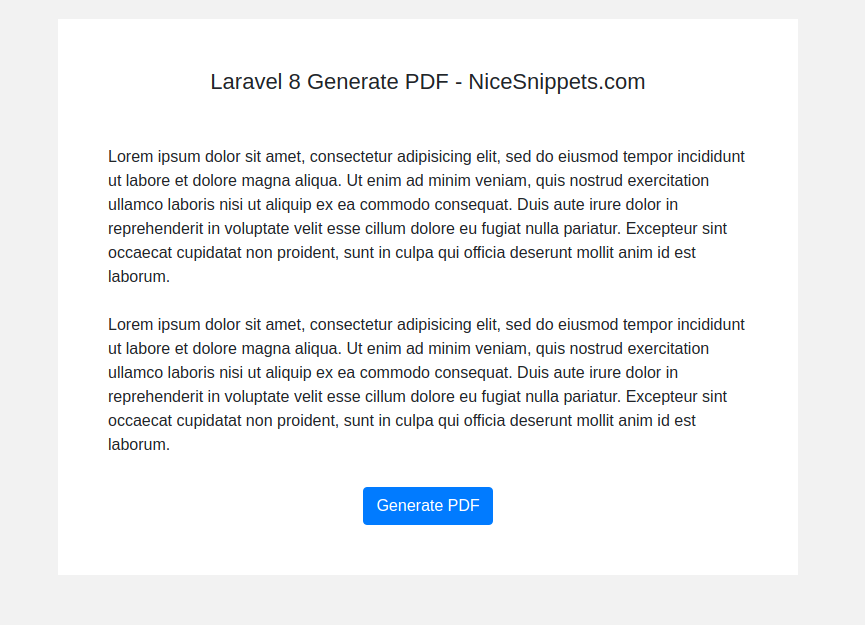 Laravel 8 Generate PDF - NiceSnippets.com
Lorem ipsum dolor sit amet, consectetur adipisicing elit, sed do eiusmod tempor incididunt
ut labore et dolore magna aliqua. Ut enim ad minim veniam, quis nostrud exercitation
ullamco laboris nisi ut aliquip ex ea commodo consequat. Duis aute irure dolor in
reprehenderit in voluptate velit esse cillum dolore eu fugiat nulla pariatur. Excepteur sint
occaecat cupidatat non proident, sunt in culpa qui officia deserunt mollit anim id est
laborum.
Lorem ipsum dolor sit amet, consectetur adipisicing elit, sed do eiusmod tempor incididunt
ut labore et dolore magna aliqua. Ut enim ad minim veniam, quis nostrud exercitation
ullamco laboris nisi ut aliquip ex ea commodo consequat. Duis aute irure dolor in
reprehenderit in voluptate velit esse cillum dolore eu fugiat nulla pariatur. Excepteur sint
occaecat cupidatat non proident, sunt in culpa qui officia deserunt mollit anim id est
laborum.
Generate PDF